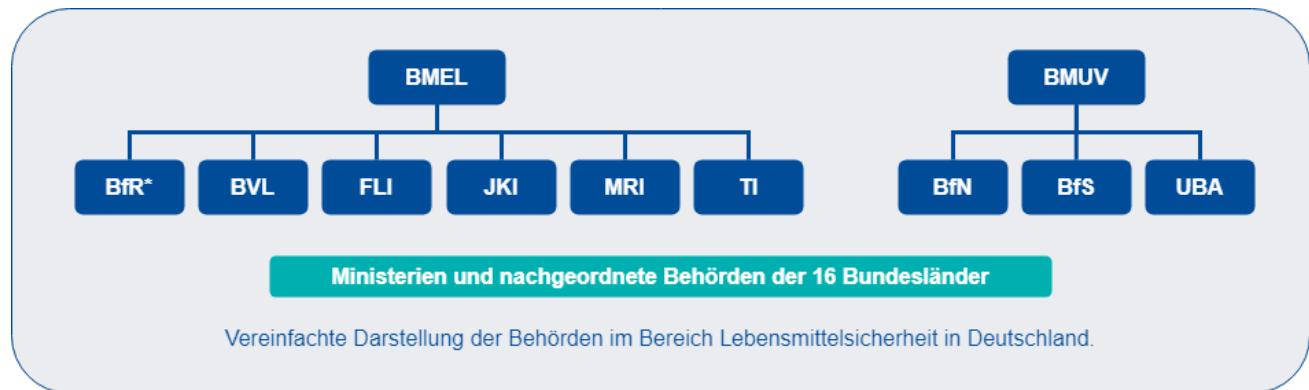 BMEL
BMUV
BfR*
BVL
FLI
JKI
MRI
TI
BfN
BfS
UBA
Ministerien und nachgeordnete Behörden der 16 Bundesländer
Vereinfachte Darstellung der Behörden im Bereich Lebensmittelsicherheit in Deutschland.